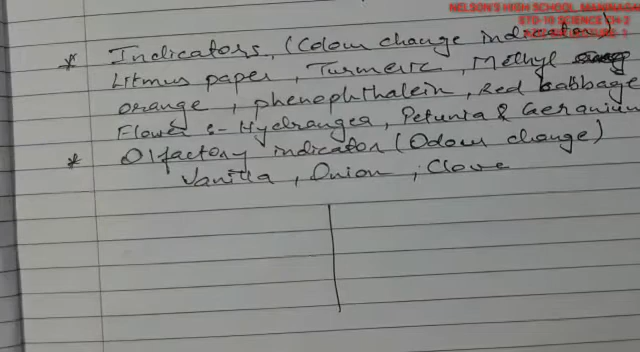 NELSON'S HIGH SCHOOL, MANINAGAR
STD-10 SCIENCE CH-2
* Indicators, (Colour change indicator)
Litmus paper, Turmeric, Methyl
orange, phenophthalein, Red Cabbage
Flower :- Hydrangea, Petunia & Geranium
* Olfactory indicator (Odour change)
Vanilla, Onion, Clove